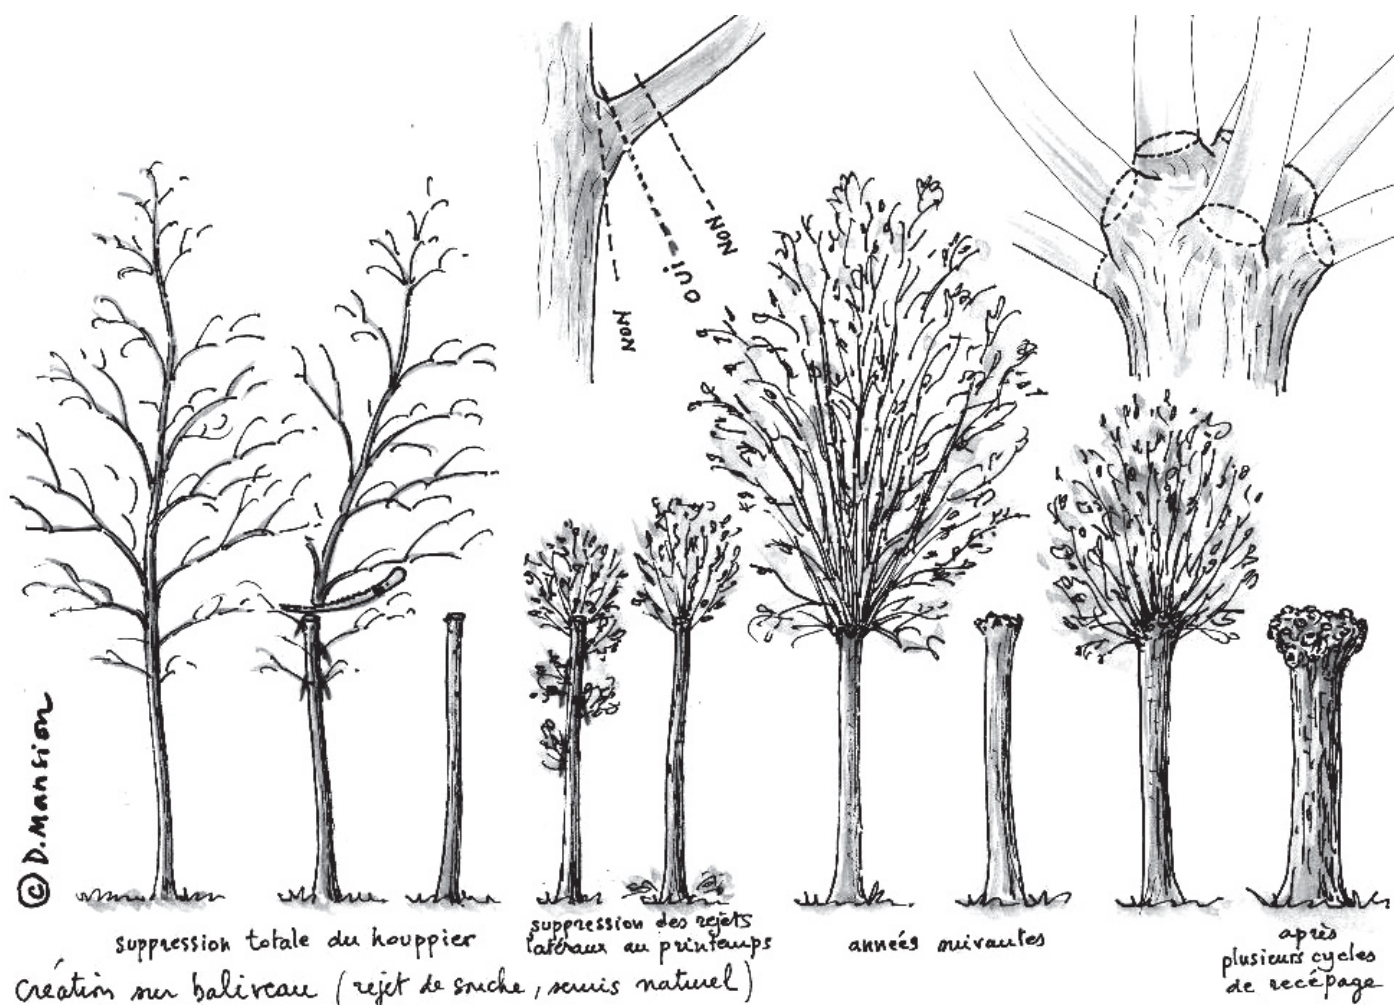 NON
OUI
NON
© D. Mansion
suppression totale du houppier
suppression des rejets
latéraux au printemps
années suivantes
après
plusieurs cycles
de recépage
création sur baliveau (rejet de souche, semis naturel)